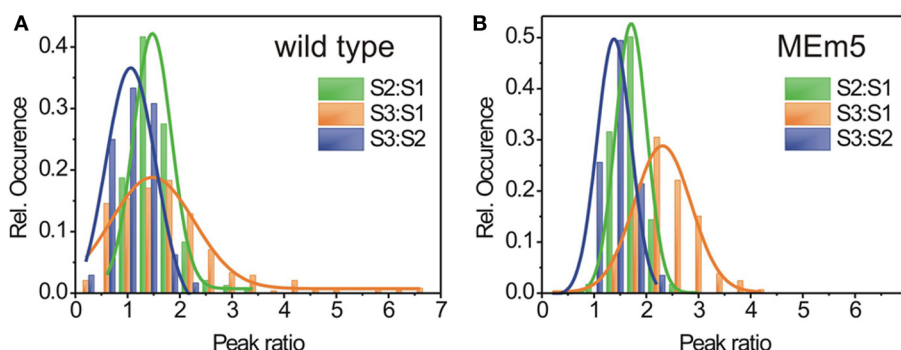 A
wild type
S2:S1
S3:S1
S3:S2
Rel. Occurence
0.4
0.3
0.2
0.1
0.0
0 1 2 3 4 5 6 7
Peak ratio
B
MEm5
S2:S1
S3:S1
S3:S2
Rel. Occurence
0.5
0.4
0.3
0.2
0.1
0.0
0 1 2 3 4 5 6
Peak ratio